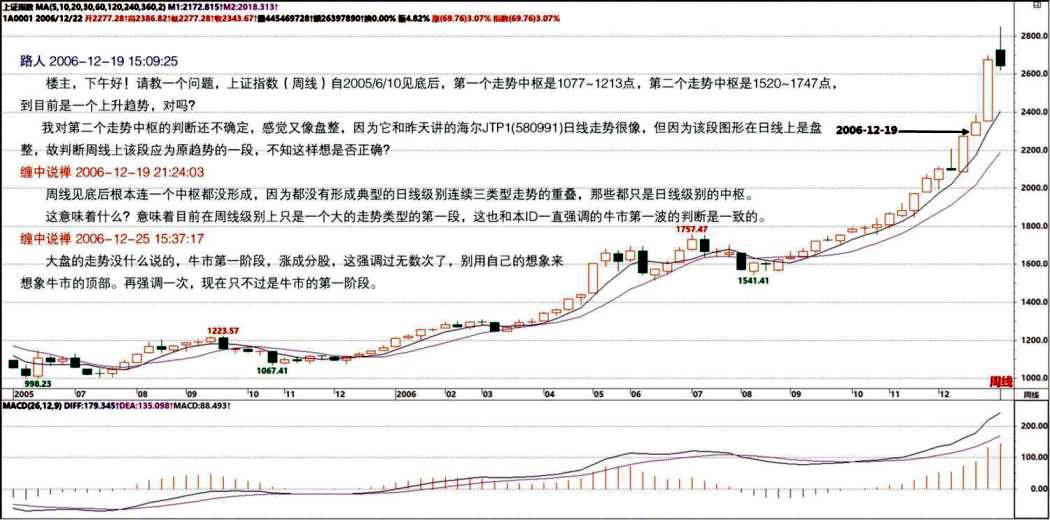 上证指数 MA(5,10,20,30,60,120,240,360,2) M1:2172.815↑M2:2018.313↑
1A0001 2006/12/22 开2277.28↑高2386.82↑低2277.28↑收2343.67↑量445469728↑额26397890↑换0.00% 振4.82% 涨(69.76)3.07% 指数(69.76)3.07%
路人 2006-12-19 15:09:25
楼主，下午好！请教一个问题，上证指数（周线）自2005/6/10见底后，第一个走势中枢是1077~1213点，第二个走势中枢是1520~1747点，
到目前是一个上升趋势，对吗？
我对第二个走势中枢的判断还不确定，感觉又像盘整，因为它和昨天讲的海尔JTP1(580991)日线走势很像，但因为该段图形在日线上是盘
整，故判断周线上该段应为原趋势的一段，不知这样想是否正确？
缠中说禅 2006-12-19 21:24:03
周线见底后根本连一个中枢都没形成，因为都没有形成典型的日线级别连续三类型走势的重叠，那些都只是日线级别的中枢。
这意味着什么？意味着目前在周线级别上只是一个大的走势类型的第一段，这也和本ID一直强调的牛市第一波的判断是一致的。
缠中说禅 2006-12-25 15:37:17
大盘的走势没什么说的，牛市第一阶段，涨成分股，这强调过无数次了，别用自己的想象来
想象牛市的顶部。再强调一次，现在只不过是牛市的第一阶段。
2006-12-19
1757.47
1541.41
1223.57
1067.41
998.23
周线
2800.0
2600.0
2400.0
2200.0
2000.0
1800.0
1600.0
1400.0
1200.0
1000.0
2005 07 08 09 10 11 12 2006 02 03 04 05 06 07 08 09 10 11 12 周线
MACD(26,12,9) DIFF:179.345↑DEA:135.098↑MACD:88.493↑
200.00
100.00
0.00